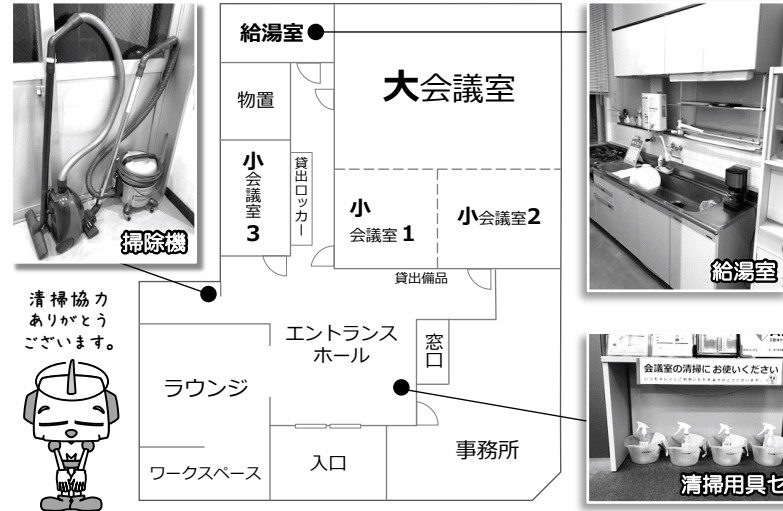 給湯室
大会議室
物置
小
会議室
3
貸出ロッカー
小
会議室 1
小会議室2
掃除機
給湯室
貸出備品
清掃協力
ありがとう
ございます。
エントランス
ホール
窓口
会議室の清掃にお使いください
ラウンジ
事務所
入口
ワークスペース
清掃用具セ